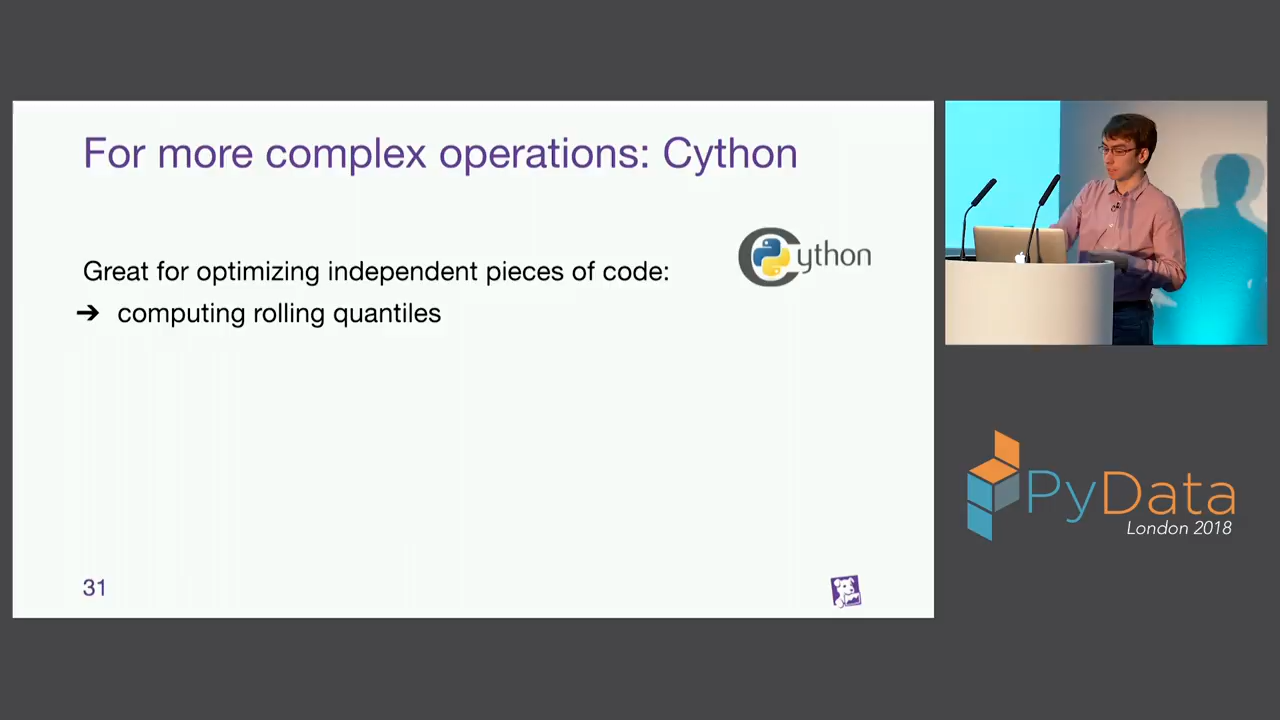 For more complex operations: Cython
Cython
Great for optimizing independent pieces of code:
➔ computing rolling quantiles
31
PyData
London 2018